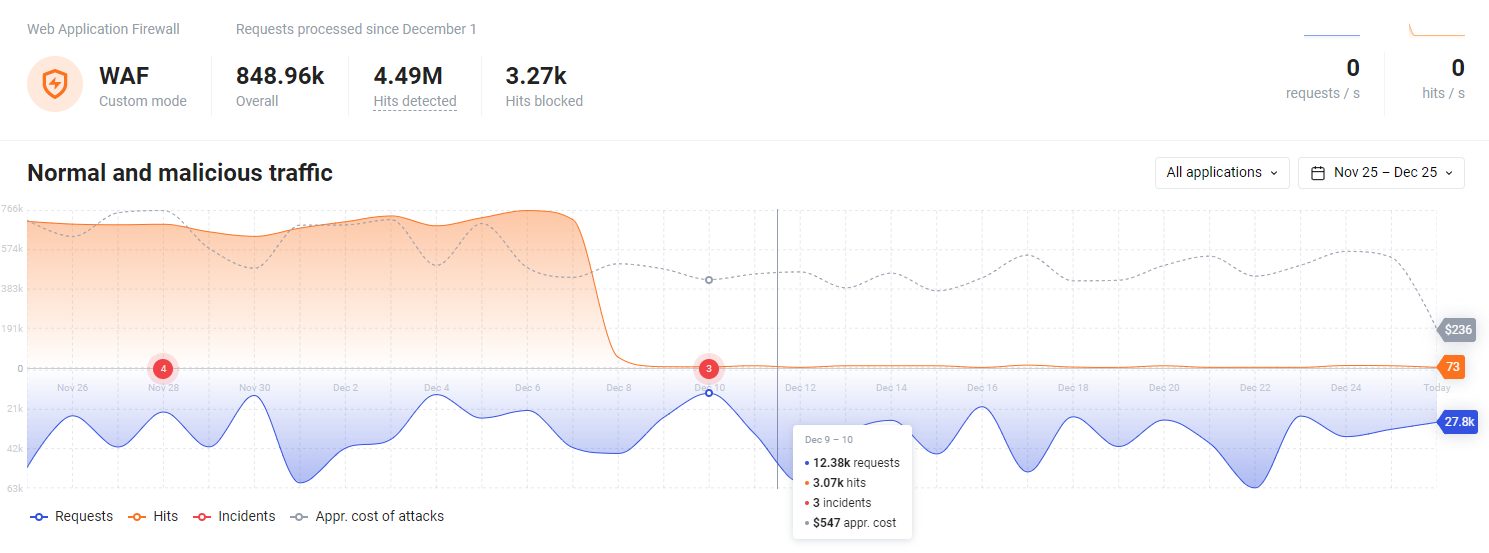 Web Application Firewall
Requests processed since December 1
WAF
Custom mode
848.96k
Overall
4.49M
Hits detected
3.27k
Hits blocked
0
requests / s
0
hits / s
Normal and malicious traffic
All applications
Nov 25 – Dec 25
766k
574k
383k
191k
0
21k
42k
63k
4
3
Nov 26
Nov 28
Nov 30
Dec 2
Dec 4
Dec 6
Dec 8
Dec 10
Dec 12
Dec 14
Dec 16
Dec 18
Dec 20
Dec 22
Dec 24
Today
$236
73
27.8k
Dec 9 – 10
12.38k requests
3.07k hits
3 incidents
$547 appr. cost
Requests
Hits
Incidents
Appr. cost of attacks